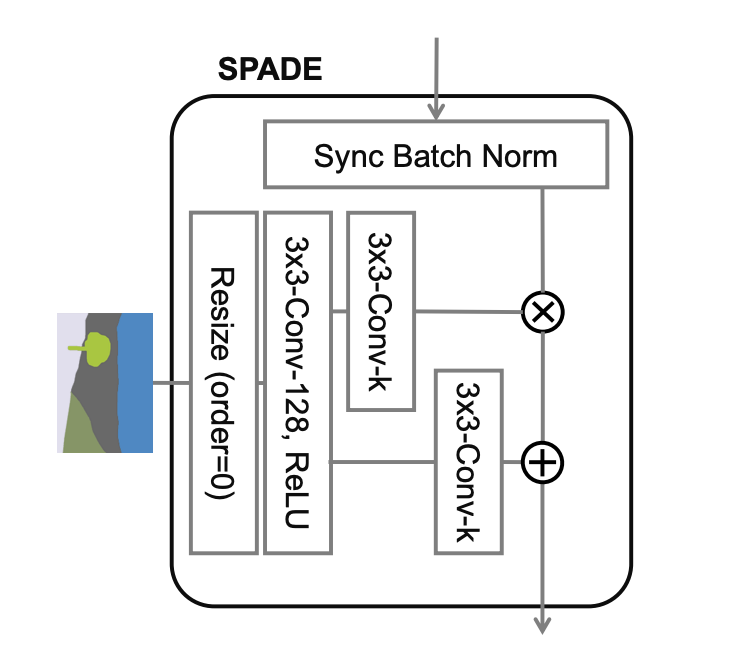 SPADE
Sync Batch Norm
Resize (order=0)
3x3-Conv-128, ReLU
3x3-Conv-k
3x3-Conv-k